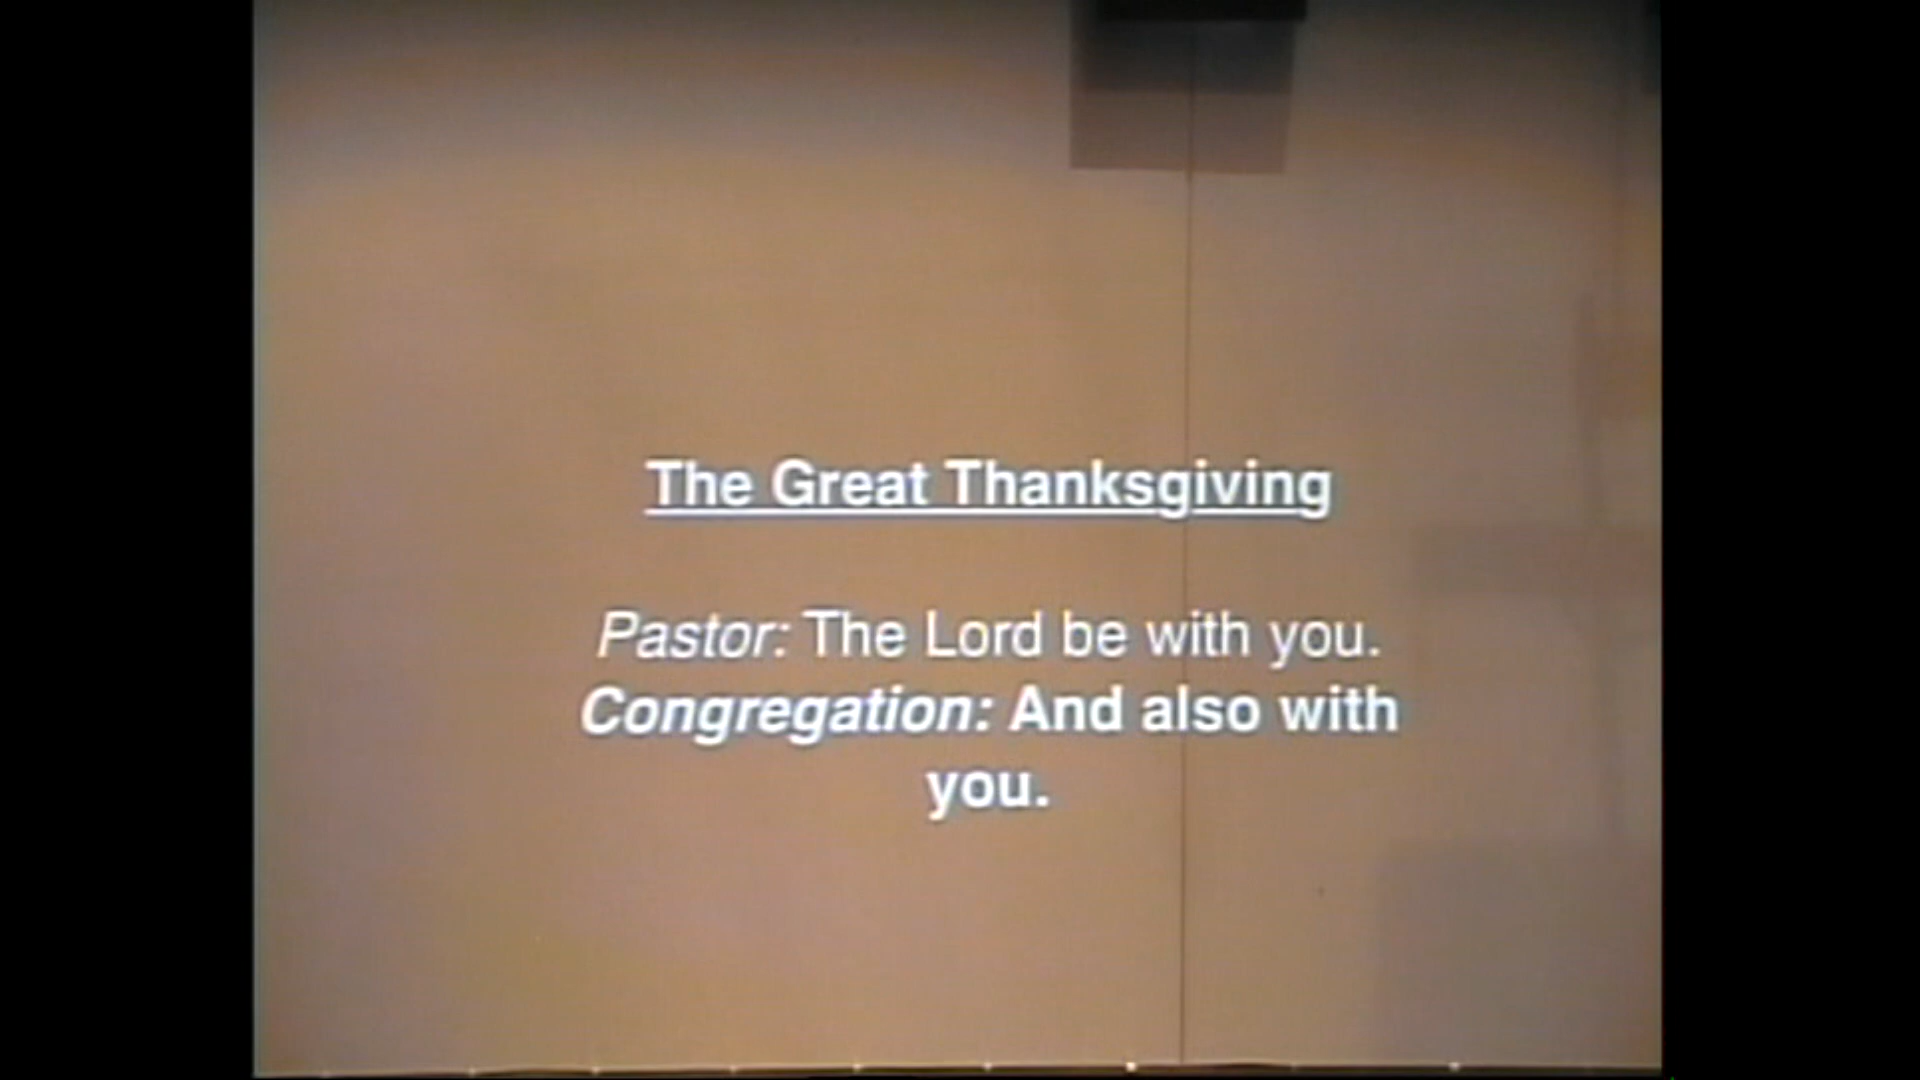 The Great Thanksgiving
Pastor: The Lord be with you.
Congregation: And also with
you.